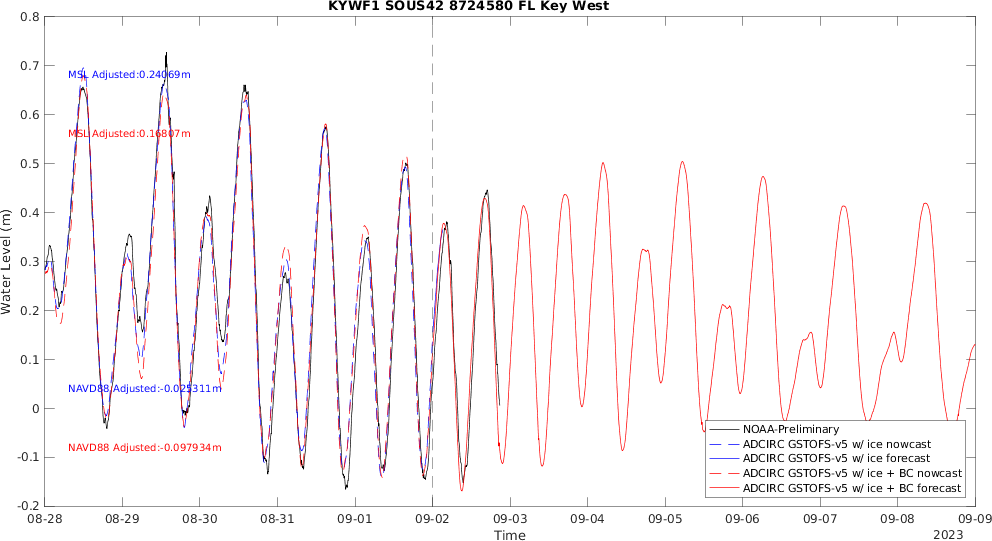 KYWF1 SOUS42 8724580 FL Key West
0.8
0.7
0.6
0.5
0.4
0.3
0.2
0.1
0
-0.1
-0.2
Water Level (m)
MSL Adjusted:0.24069m
MSL Adjusted:0.16807m
NAVD88 Adjusted:-0.025311m
NAVD88 Adjusted:-0.097934m
NOAA-Preliminary
ADCIRC GSTOFS-v5 w/ ice nowcast
ADCIRC GSTOFS-v5 w/ ice forecast
ADCIRC GSTOFS-v5 w/ ice + BC nowcast
ADCIRC GSTOFS-v5 w/ ice + BC forecast
08-28 08-29 08-30 08-31 09-01 09-02 09-03 09-04 09-05 09-06 09-07 09-08 09-09
Time
2023